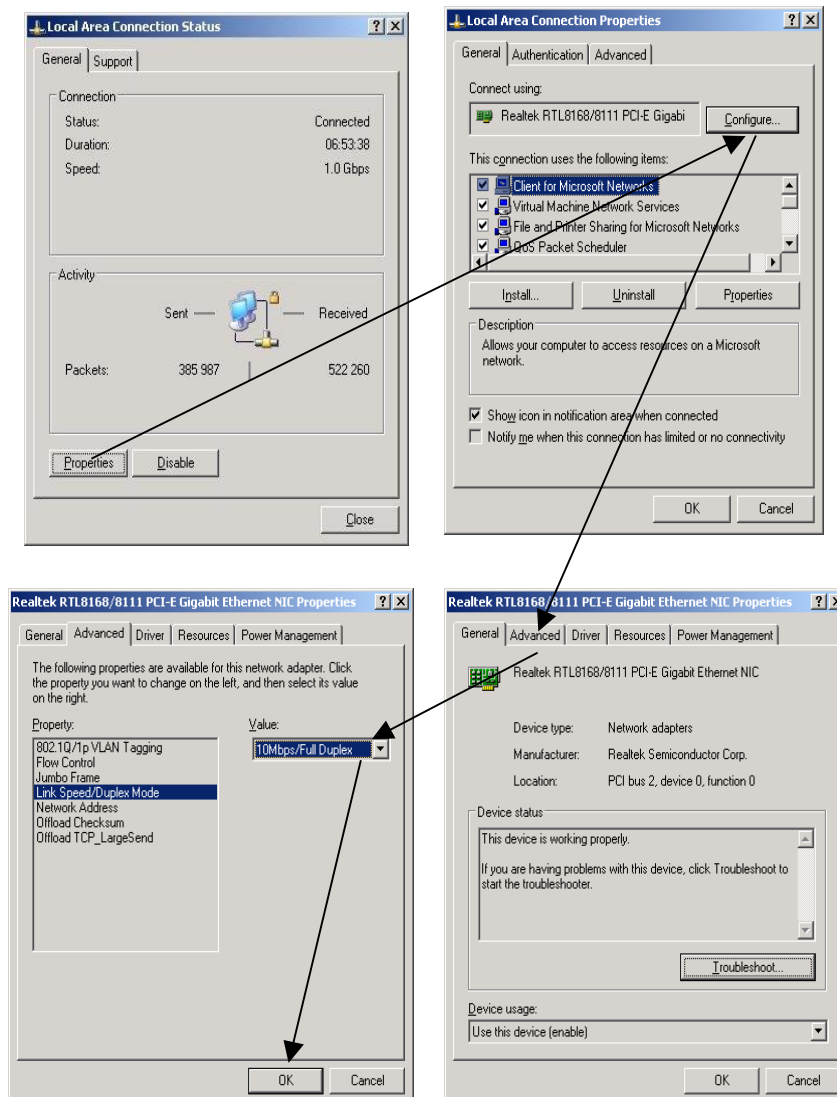 Local Area Connection Status
General Support
Connection
Status: Connected
Duration: 06:53:38
Speed: 1.0 Gbps
Activity
Sent — — Received
Packets: 385 987 522 260
Properties Disable
Close
Local Area Connection Properties
General Authentication Advanced
Connect using:
Realtek RTL8168/8111 PCI-E Gigabi Configure...
This connection uses the following items:
Client for Microsoft Networks
Virtual Machine Network Services
File and Printer Sharing for Microsoft Networks
QoS Packet Scheduler
Install... Uninstall Properties
Description
Allows your computer to access resources on a Microsoft
network.
Show icon in notification area when connected
Notify me when this connection has limited or no connectivity
OK Cancel
Realtek RTL8168/8111 PCI-E Gigabit Ethernet NIC Properties
General Advanced Driver Resources Power Management
The following properties are available for this network adapter. Click
the property you want to change on the left, and then select its value
on the right.
Property: Value:
802.1Q/1p VLAN Tagging 10Mbps/Full Duplex
Flow Control
Jumbo Frame
Link Speed/Duplex Mode
Network Address
Offload Checksum
Offload TCP_LargeSend
OK Cancel
Realtek RTL8168/8111 PCI-E Gigabit Ethernet NIC Properties
General Advanced Driver Resources Power Management
Realtek RTL8168/8111 PCI-E Gigabit Ethernet NIC
Device type: Network adapters
Manufacturer: Realtek Semiconductor Corp.
Location: PCI bus 2, device 0, function 0
Device status
This device is working properly.
If you are having problems with this device, click Troubleshoot to
start the troubleshooter.
Troubleshoot...
Device usage:
Use this device (enable)
OK Cancel